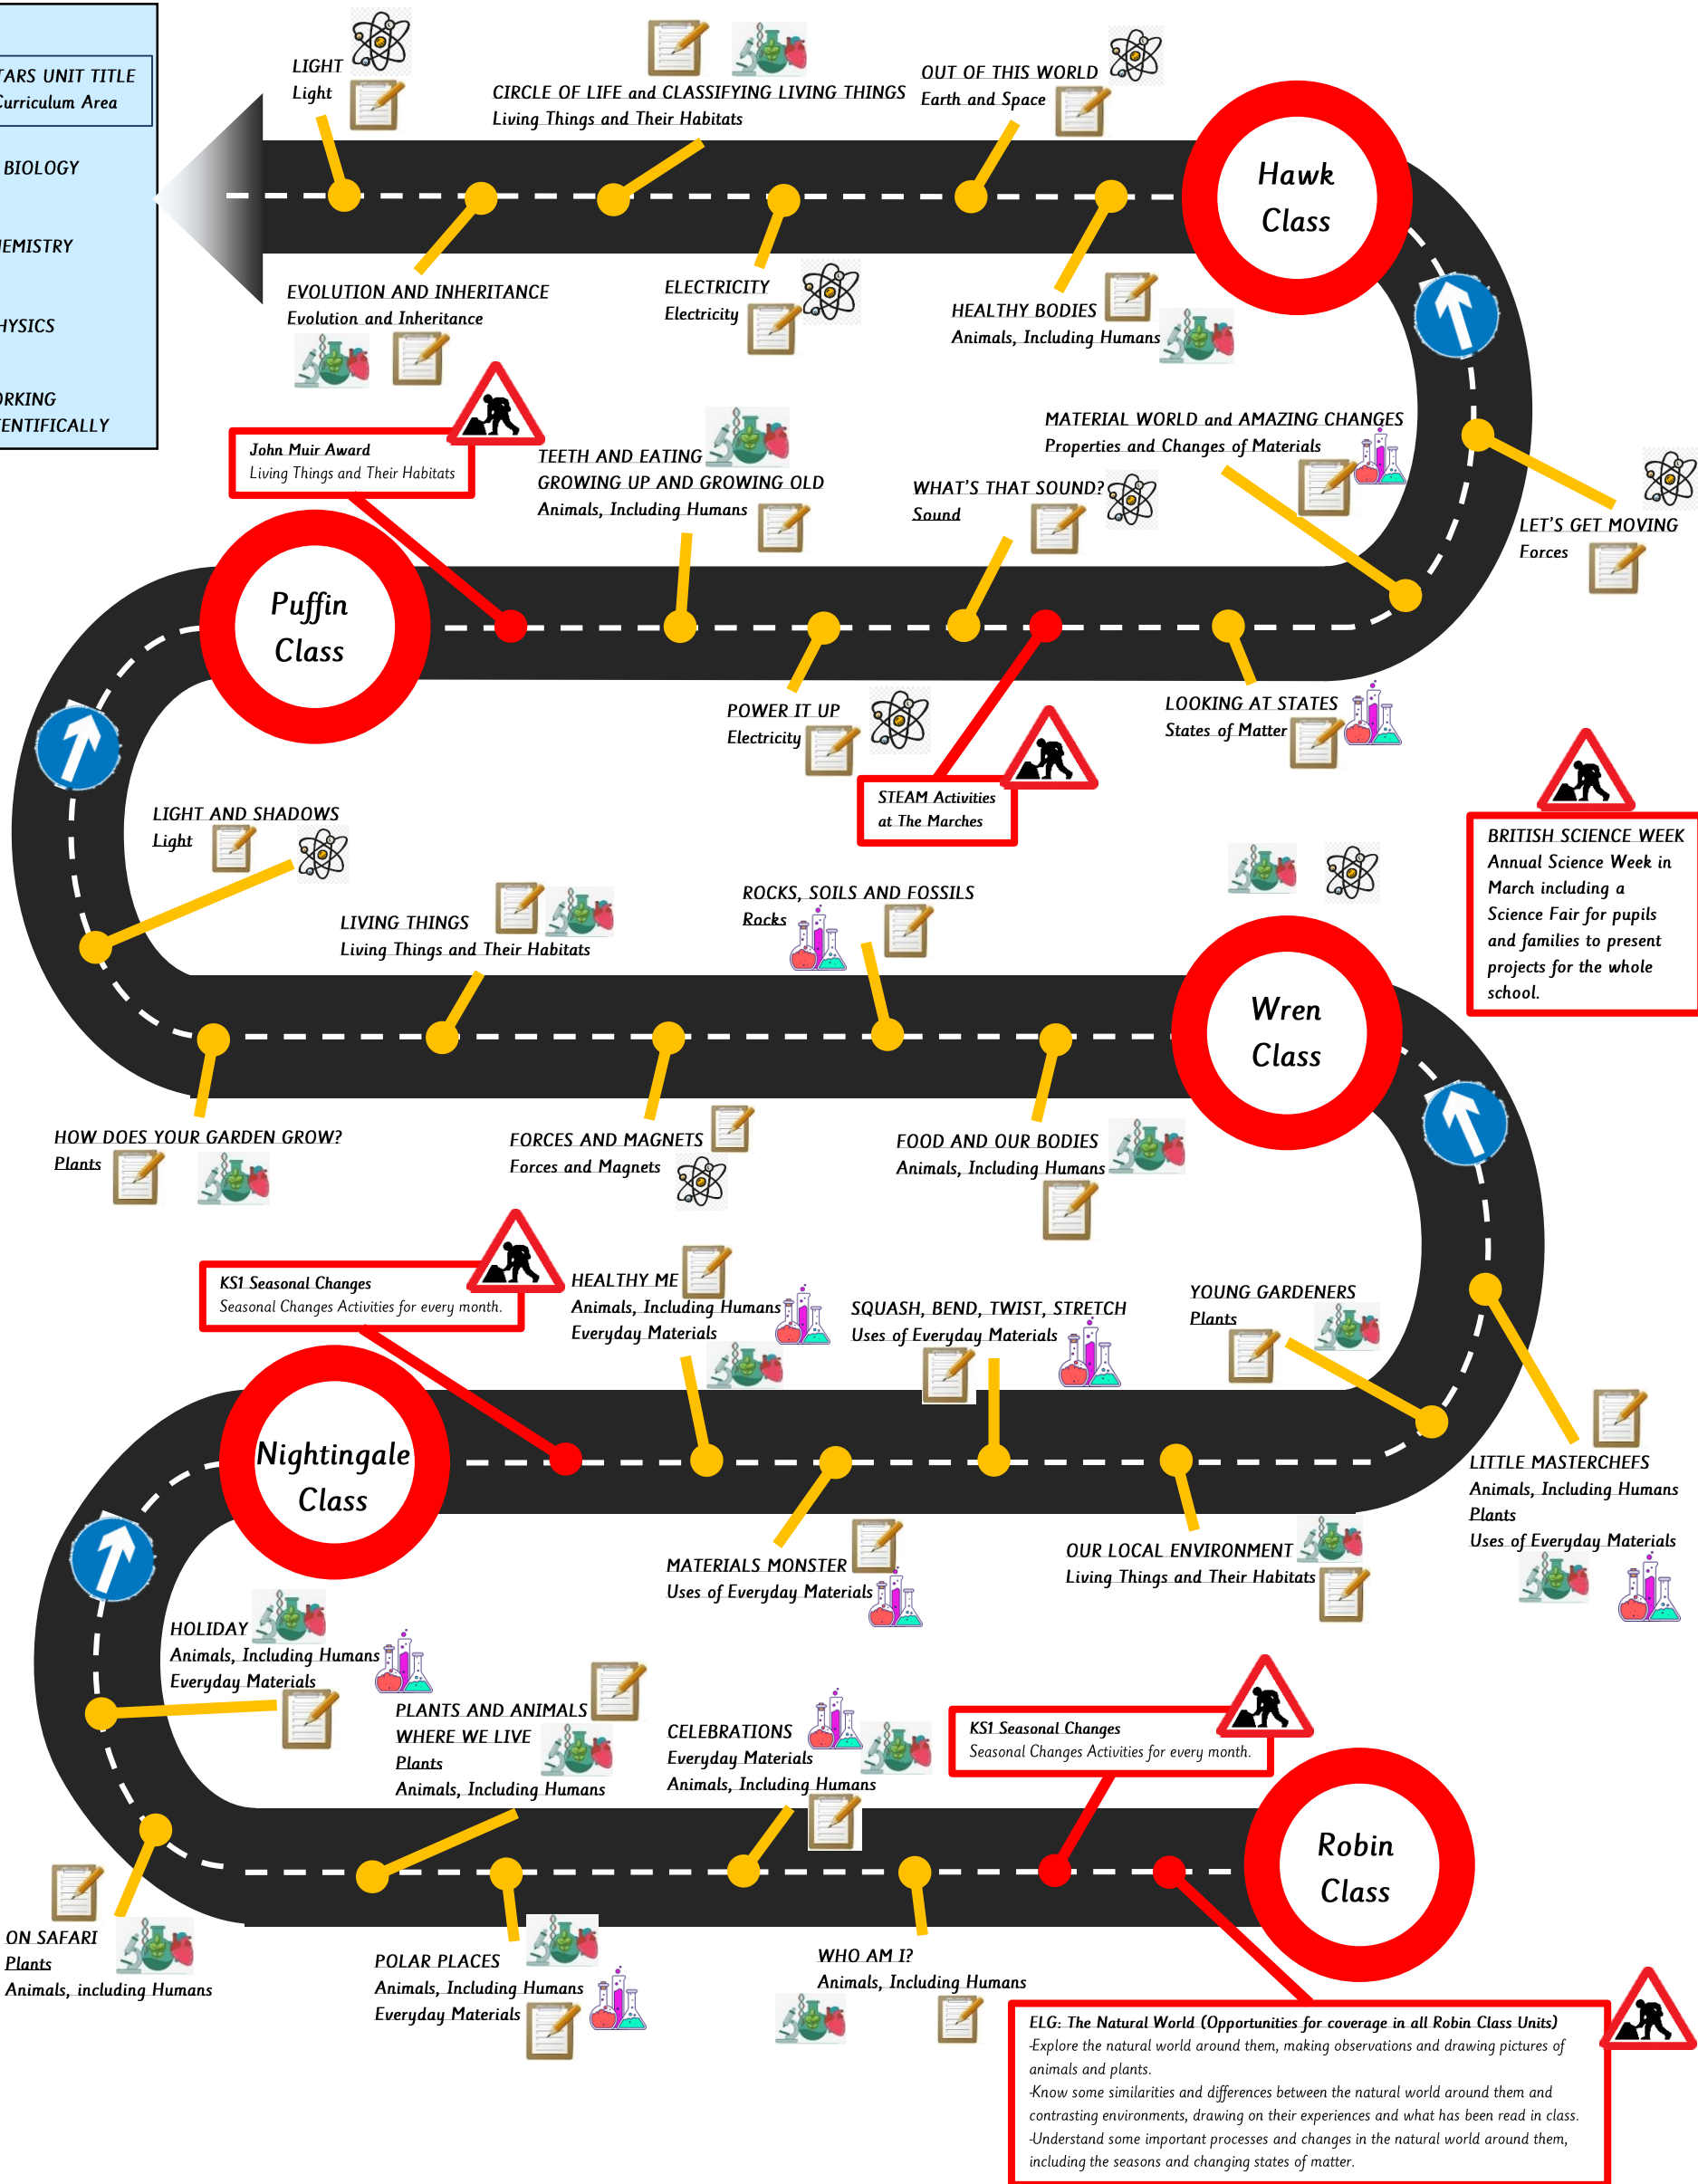 TARS UNIT TITLE
Curriculum Area
BIOLOGY
HEMISTRY
HYSICS
ORKING
ENTIFICALLY
LIGHT
Light
CIRCLE OF LIFE and CLASSIFYING LIVING THINGS
Living Things and Their Habitats
OUT OF THIS WORLD
Earth and Space
Hawk
Class
EVOLUTION AND INHERITANCE
Evolution and Inheritance
ELECTRICITY
Electricity
HEALTHY BODIES
Animals, Including Humans
John Muir Award
Living Things and Their Habitats
TEETH AND EATING
GROWING UP AND GROWING OLD
Animals, Including Humans
WHAT'S THAT SOUND?
Sound
MATERIAL WORLD and AMAZING CHANGES
Properties and Changes of Materials
LET'S GET MOVING
Forces
Puffin
Class
POWER IT UP
Electricity
LOOKING AT STATES
States of Matter
STEAM Activities
at The Marches
LIGHT AND SHADOWS
Light
LIVING THINGS
Living Things and Their Habitats
ROCKS, SOILS AND FOSSILS
Rocks
BRITISH SCIENCE WEEK
Annual Science Week in
March including a
Science Fair for pupils
and families to present
projects for the whole
school.
Wren
Class
HOW DOES YOUR GARDEN GROW?
Plants
FORCES AND MAGNETS
Forces and Magnets
FOOD AND OUR BODIES
Animals, Including Humans
KS1 Seasonal Changes
Seasonal Changes Activities for every month.
HEALTHY ME
Animals, Including Humans
Everyday Materials
SQUASH, BEND, TWIST, STRETCH
Uses of Everyday Materials
YOUNG GARDENERS
Plants
Nightingale
Class
LITTLE MASTERCHEFS
Animals, Including Humans
Plants
Uses of Everyday Materials
MATERIALS MONSTER
Uses of Everyday Materials
OUR LOCAL ENVIRONMENT
Living Things and Their Habitats
HOLIDAY
Animals, Including Humans
Everyday Materials
PLANTS AND ANIMALS
WHERE WE LIVE
Plants
Animals, Including Humans
CELEBRATIONS
Everyday Materials
Animals, Including Humans
KS1 Seasonal Changes
Seasonal Changes Activities for every month.
Robin
Class
ON SAFARI
Plants
Animals, including Humans
POLAR PLACES
Animals, Including Humans
Everyday Materials
WHO AM I?
Animals, Including Humans
ELG: The Natural World (Opportunities for coverage in all Robin Class Units)
-Explore the natural world around them, making observations and drawing pictures of
animals and plants.
-Know some similarities and differences between the natural world around them and
contrasting environments, drawing on their experiences and what has been read in class.
-Understand some important processes and changes in the natural world around them,
including the seasons and changing states of matter.